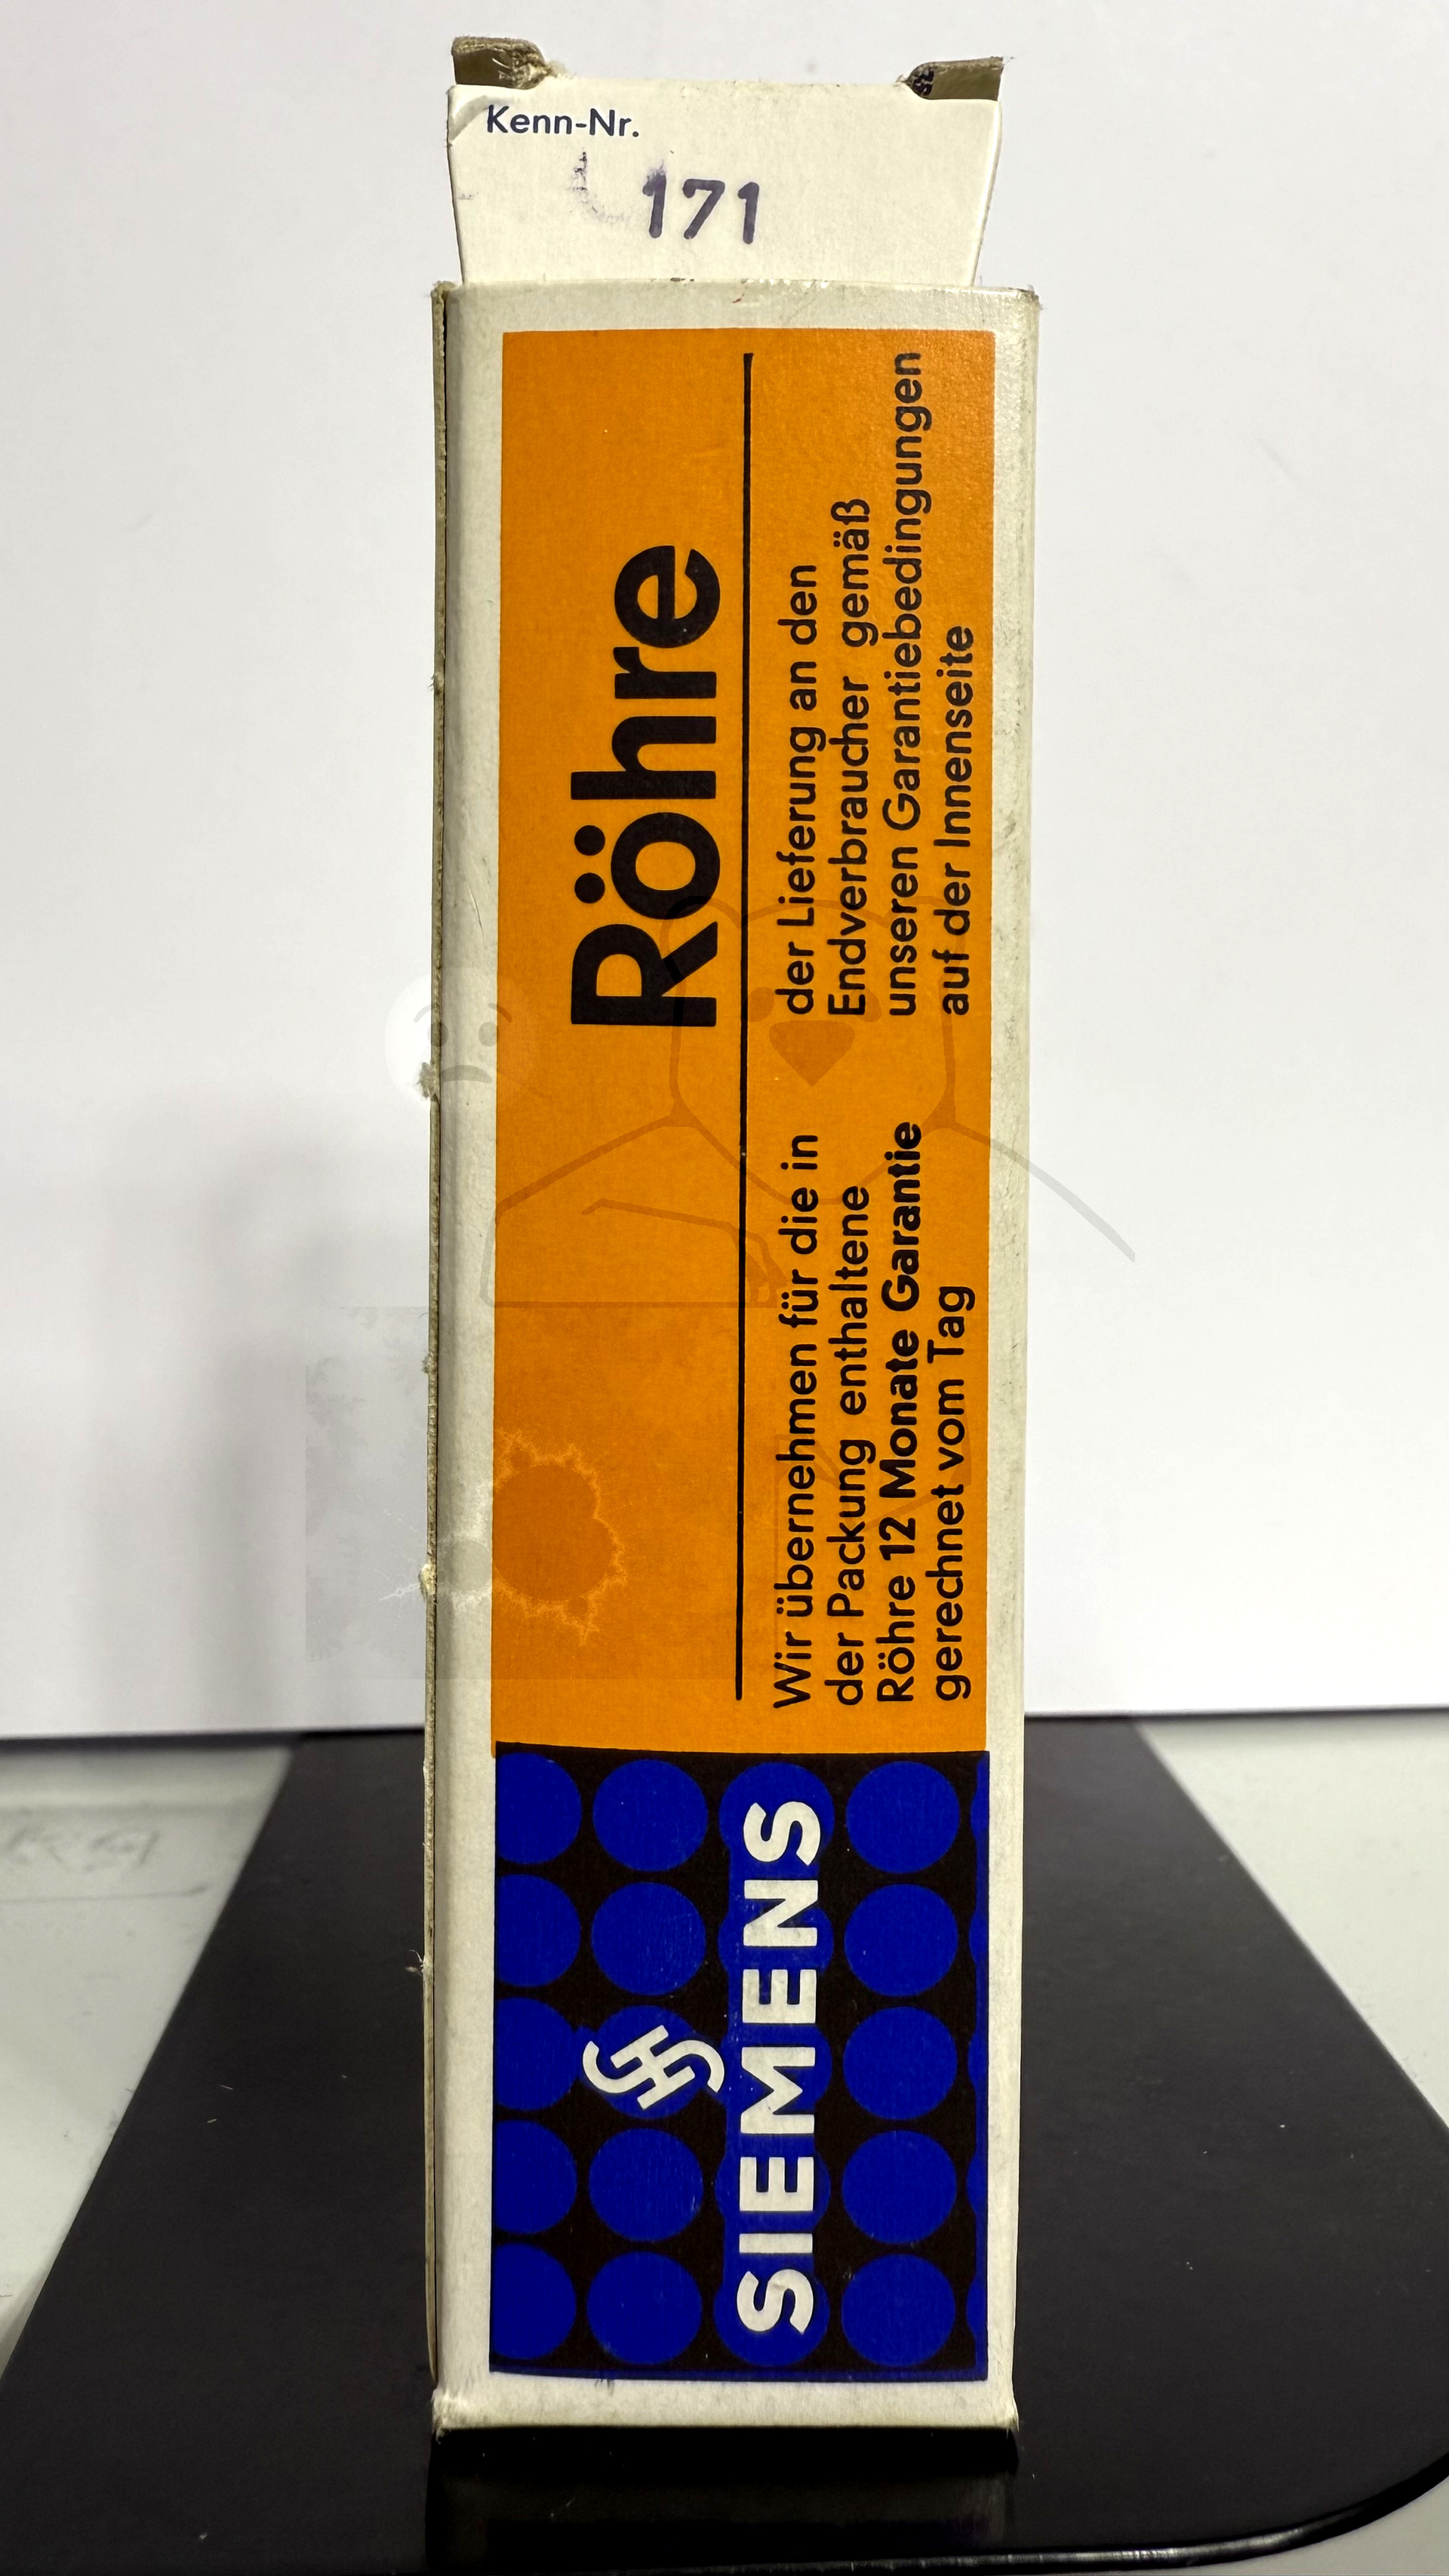 Kenn-Nr.
171
Röhre
Wir übernehmen für die in
der Packung enthaltene
Röhre 12 Monate Garantie
gerechnet vom Tag
der Lieferung an den
Endverbraucher gemäß
unseren Garantiebedingungen
auf der Innenseite
SIEMENS